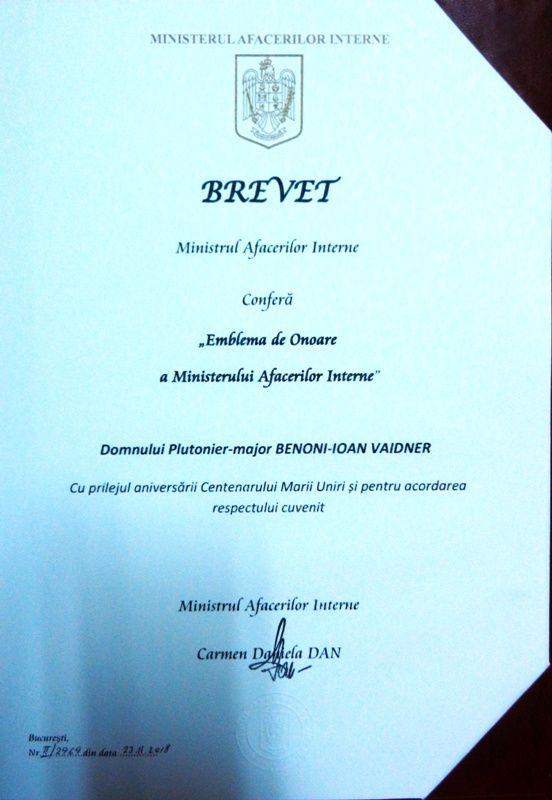 MINISTERUL AFACERILOR INTERNE
BREVET
Ministrul Afacerilor Interne
Conferă
„Emblema de Onoare
a Ministerului Afacerilor Interne”
Domnului Plutonier-major BENONI-IOAN VAIDNER
Cu prilejul aniversării Centenarului Marii Uniri și pentru acordarea
respectului cuvenit
Ministrul Afacerilor Interne
Carmen Daniela DAN
București,
Nr. II/2969 din data 23.11.2018